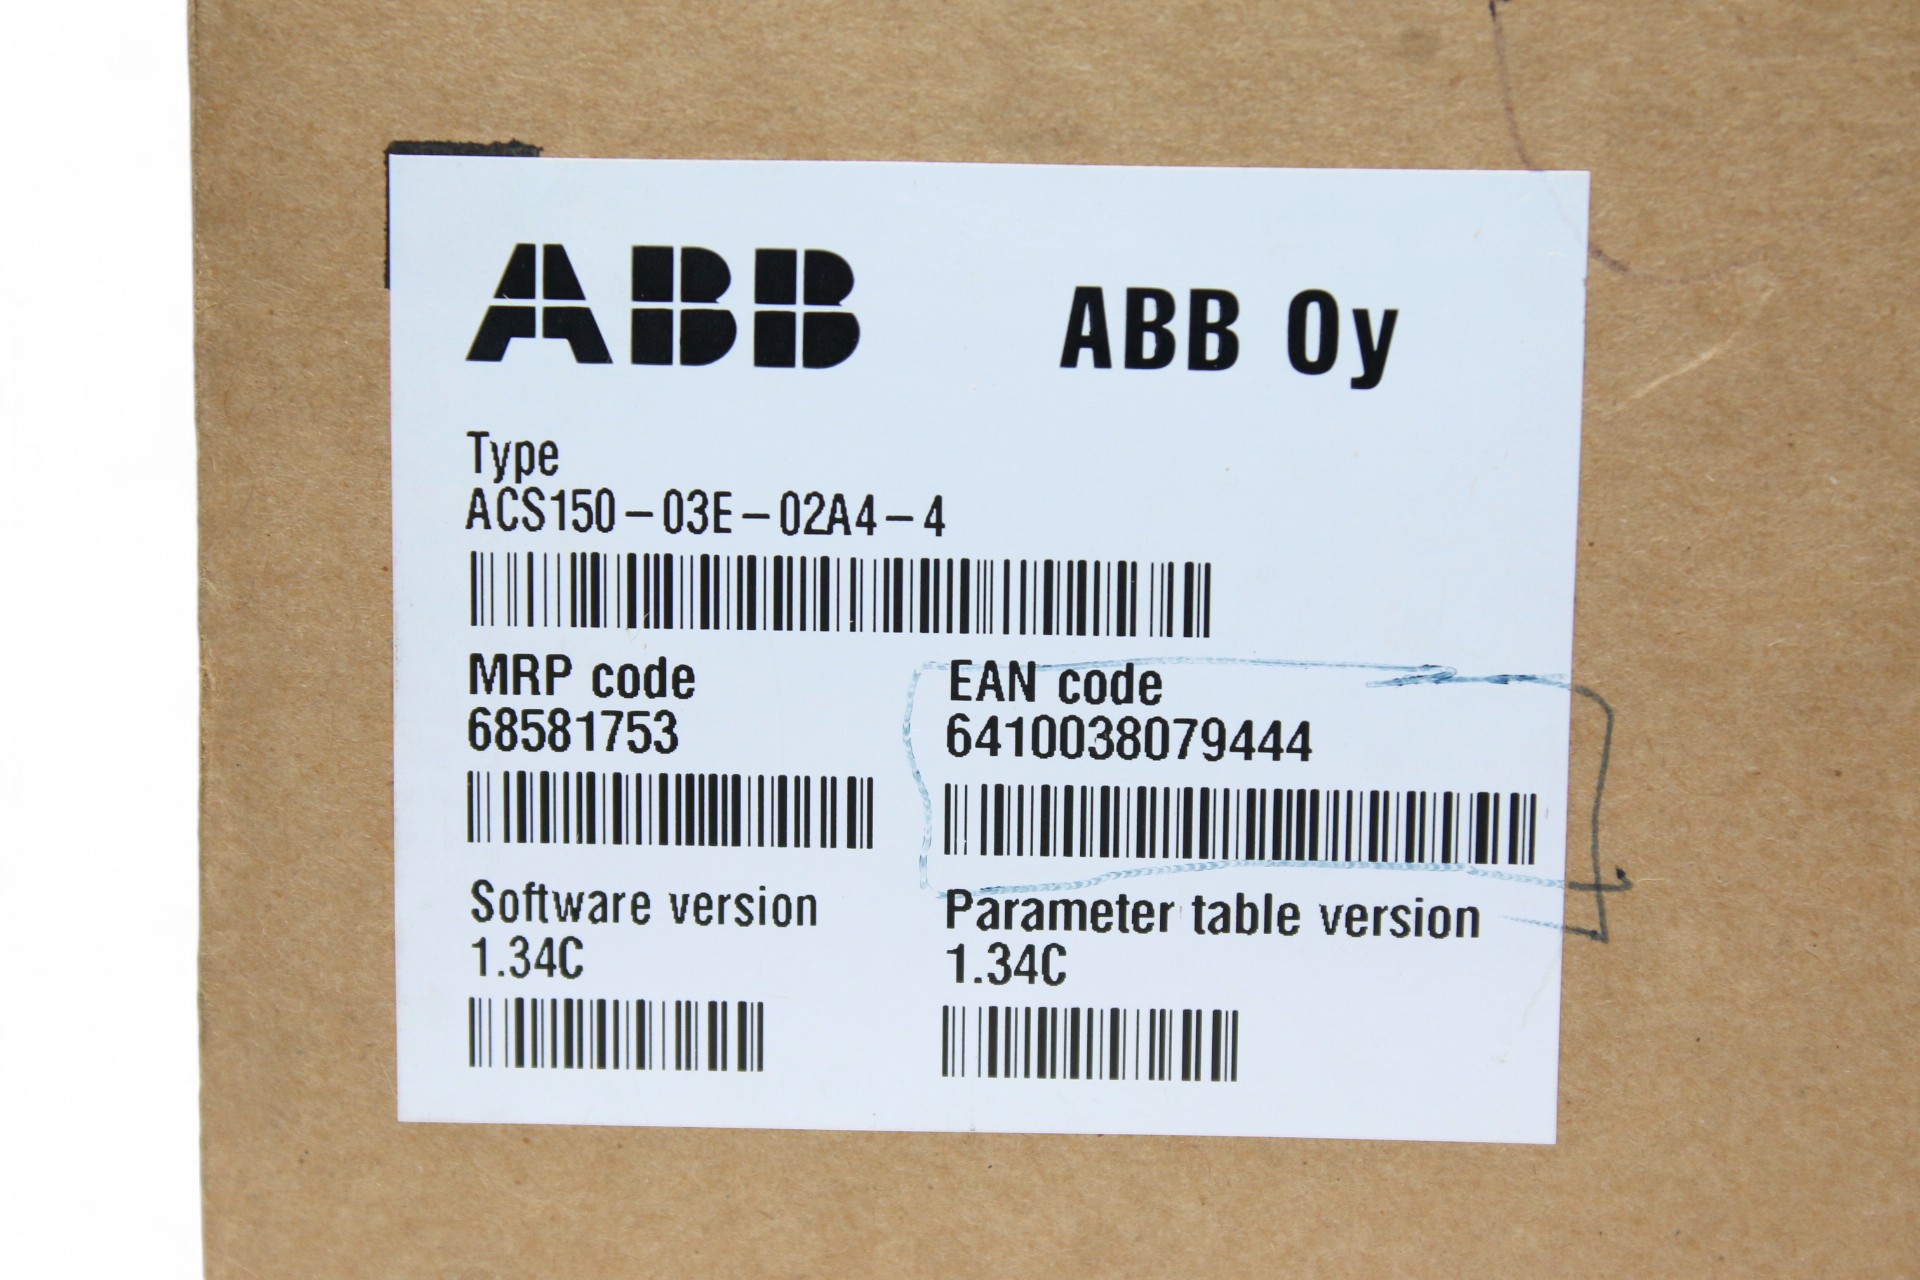 ABB ABB Oy
Type
ACS150-03E-02A4-4
MRP code
68581753
EAN code
6410038079444
Software version
1.34C
Parameter table version
1.34C